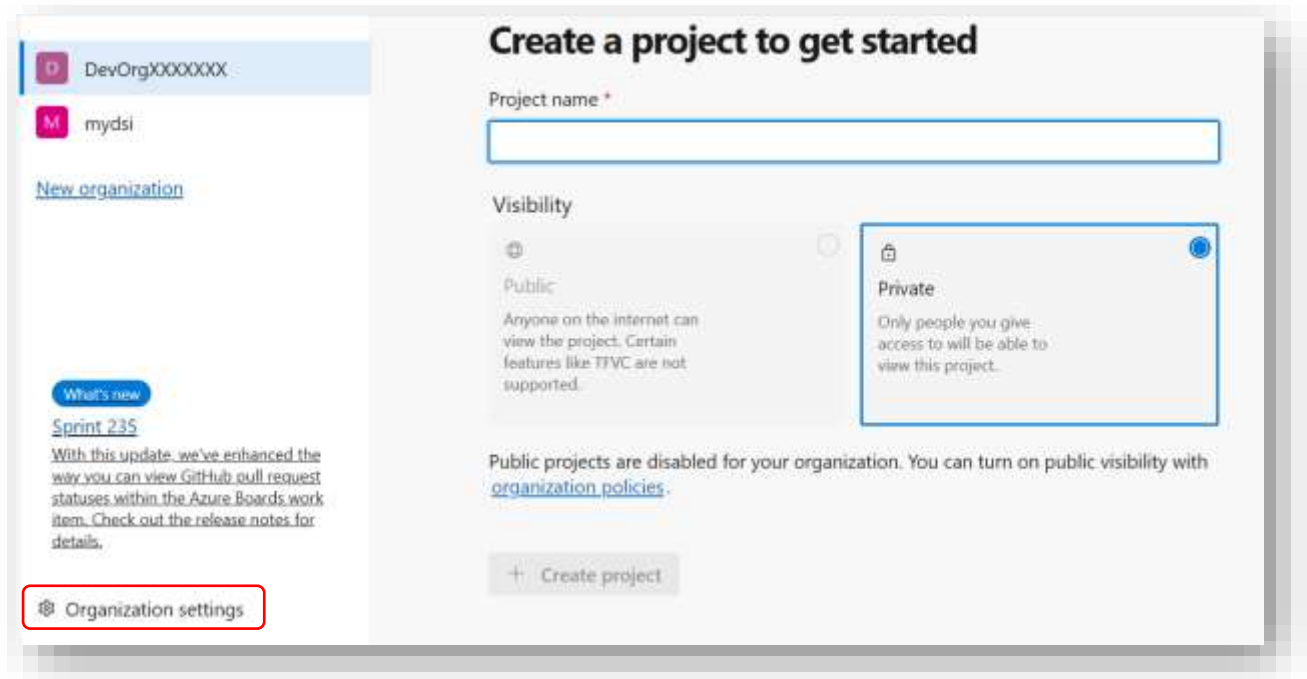 D DevOrgXXXXXXX
M mydsi
New organization
What's new
Sprint 235
With this update, we've enhanced the
way you can view GitHub pull request
statuses within the Azure Boards work
item. Check out the release notes for
details.
Organization settings
Create a project to get started
Project name *
Visibility
Public
Anyone on the internet can
view the project. Certain
features like TFVC are not
supported.
Private
Only people you give
access to will be able to
view this project.
Public projects are disabled for your organization. You can turn on public visibility with
organization policies.
+ Create project